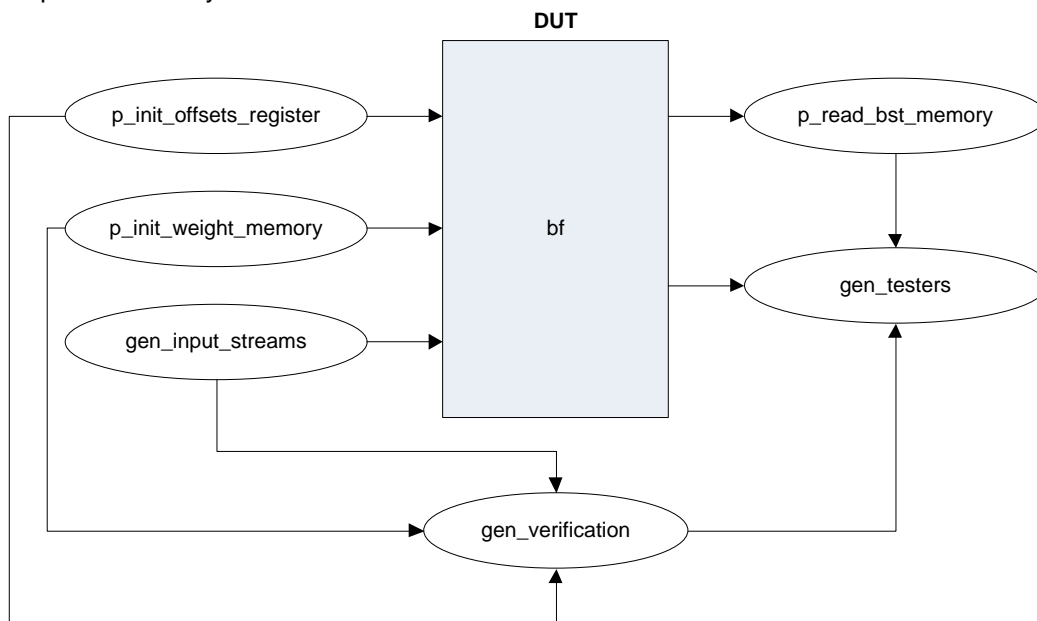 DUT
p_init_offsets_register
p_read_bst_memory
p_init_weight_memory
bf
gen_testers
gen_input_streams
gen_verification